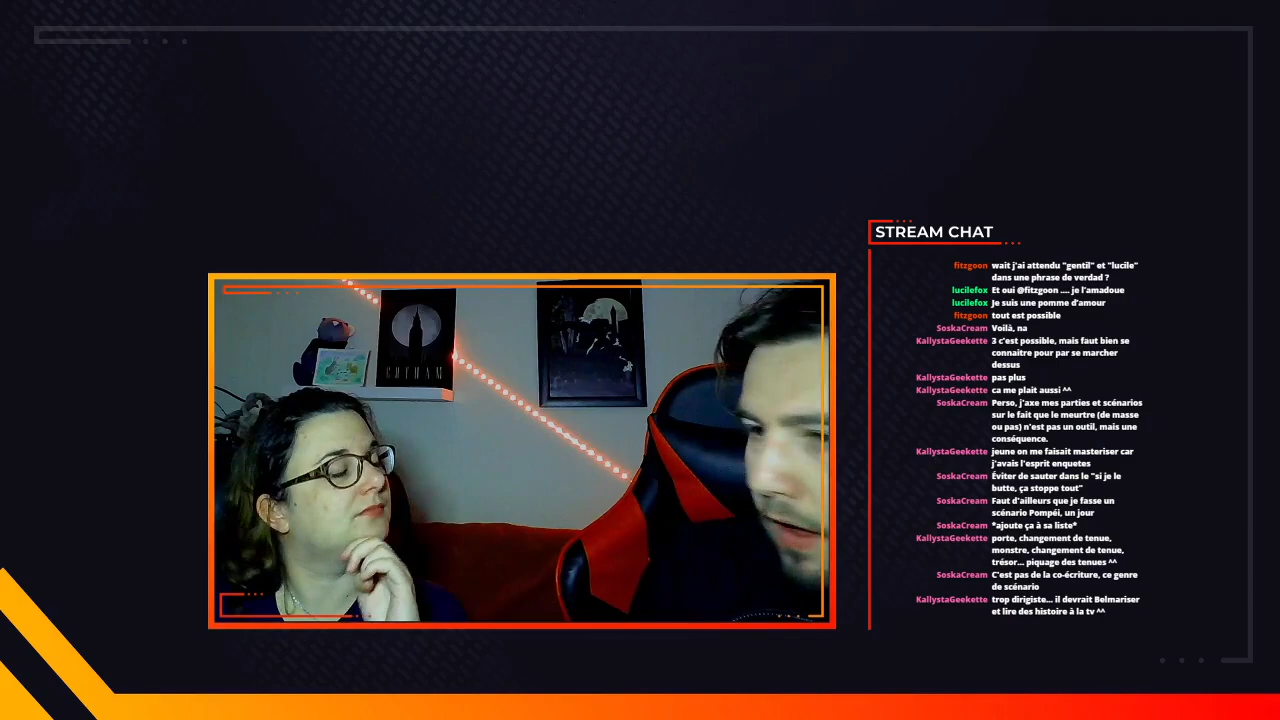 STREAM CHAT
fitzgoon wait j'ai attendu "gentil" et "lucile"
dans une phrase de verdad ?
lucilefox Et oui @fitzgoon .... je l'amadoue
lucilefox Je suis une pomme d'amour
fitzgoon tout est possible
SoskaCream Voilà, na
KallystaGeekette 3 c'est possible, mais faut bien se
connaitre pour par se marcher
dessus
KallystaGeekette pas plus
KallystaGeekette ca me plait aussi ^^
SoskaCream Perso, j'axe mes parties et scénarios
sur le fait que le meurtre (de masse
ou pas) n'est pas un outil, mais une
conséquence.
KallystaGeekette jeune on me faisait masteriser car
j'avais l'esprit enquetes
SoskaCream Éviter de sauter dans le "si je le
butte, ça stoppe tout"
SoskaCream Faut d'ailleurs que je fasse un
scénario Pompéi, un jour
SoskaCream *ajoute ça à sa liste*
KallystaGeekette porte, changement de tenue,
monstre, changement de tenue,
trésor... piquage des tenues ^^
SoskaCream C'est pas de la co-écriture, ce genre
de scénario
KallystaGeekette trop dirigiste... il devrait Belmariser
et lire des histoire à la tv ^^
GOTHAM